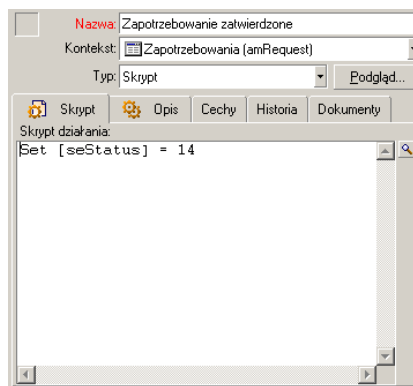 Nazwa: Zapotrzebowanie zatwierdzone
Kontekst: Zapotrzebowania (amRequest)
Typ: Skrypt Podgląd...
Skrypt Opis Cechy Historia Dokumenty
Skrypt działania:
Set [seStatus] = 14